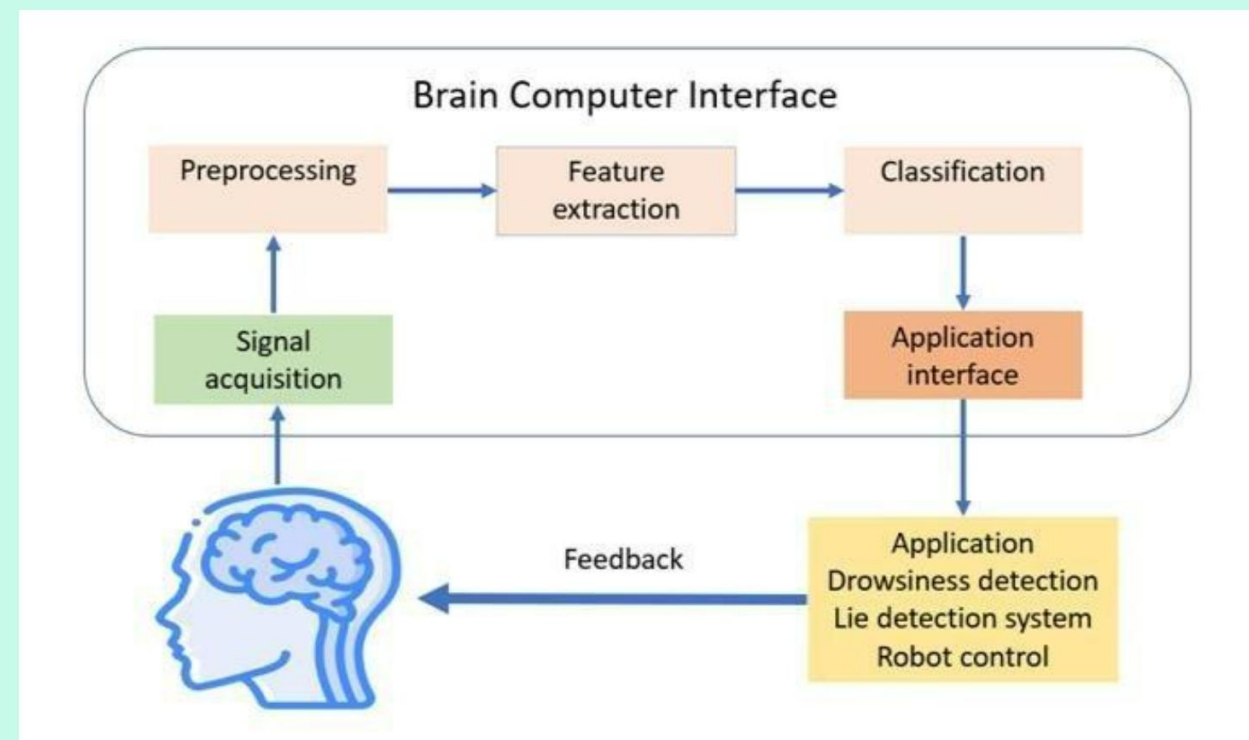 Brain Computer Interface
Preprocessing
Feature
extraction
Classification
Signal
acquisition
Application
interface
Feedback
Application
Drowsiness detection
Lie detection system
Robot control